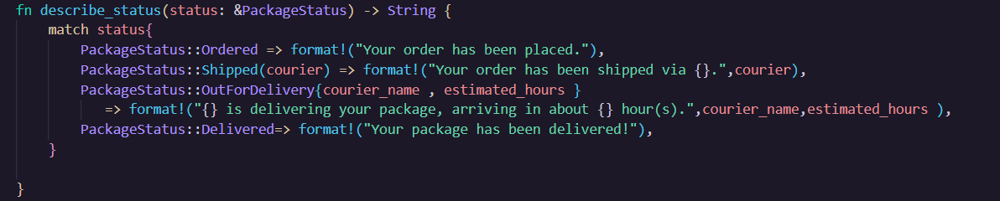 fn describe_status(status: &PackageStatus) -> String {
    match status{
        PackageStatus::Ordered => format!("Your order has been placed."),
        PackageStatus::Shipped(courier) => format!("Your order has been shipped via {}.",courier),
        PackageStatus::OutForDelivery{courier_name , estimated_hours }
            => format!("{} is delivering your package, arriving in about {} hour(s).",courier_name,estimated_hours ),
        PackageStatus::Delivered=> format!("Your package has been delivered!"),
    }

}